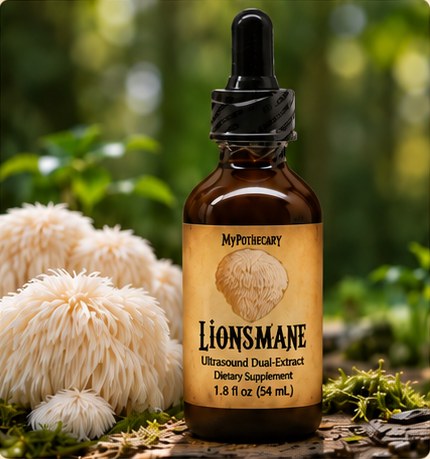 MyPothecary
Lionsmane
Ultrasound Dual-Extract
Dietary Supplement
1.8 fl oz (54 mL)